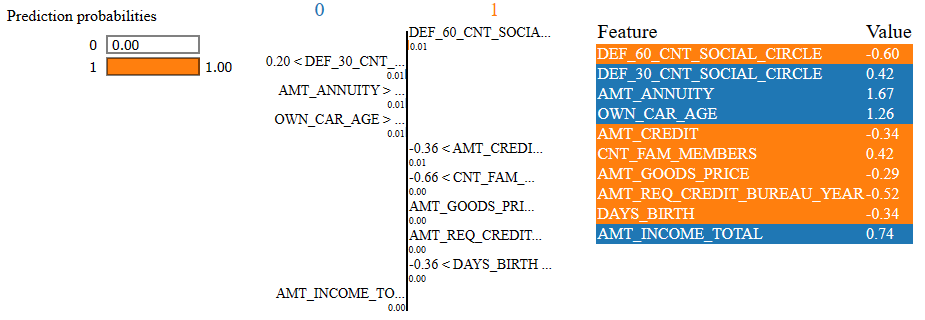 Prediction probabilities
0 0.00
1 1.00
0 1
DEF_60_CNT_SOCIA...
0.01
0.20 < DEF_30_CNT_...
0.01
AMT_ANNUITY > ...
0.01
OWN_CAR_AGE > ...
0.01
-0.36 < AMT_CREDI...
0.01
-0.66 < CNT_FAM_...
0.00
AMT_GOODS_PRI...
0.00
AMT_REQ_CREDIT...
0.00
-0.36 < DAYS_BIRTH ...
0.00
AMT_INCOME_TO...
0.00
Feature Value
DEF_60_CNT_SOCIAL_CIRCLE -0.60
DEF_30_CNT_SOCIAL_CIRCLE 0.42
AMT_ANNUITY 1.67
OWN_CAR_AGE 1.26
AMT_CREDIT -0.34
CNT_FAM_MEMBERS 0.42
AMT_GOODS_PRICE -0.29
AMT_REQ_CREDIT_BUREAU_YEAR -0.52
DAYS_BIRTH -0.34
AMT_INCOME_TOTAL 0.74